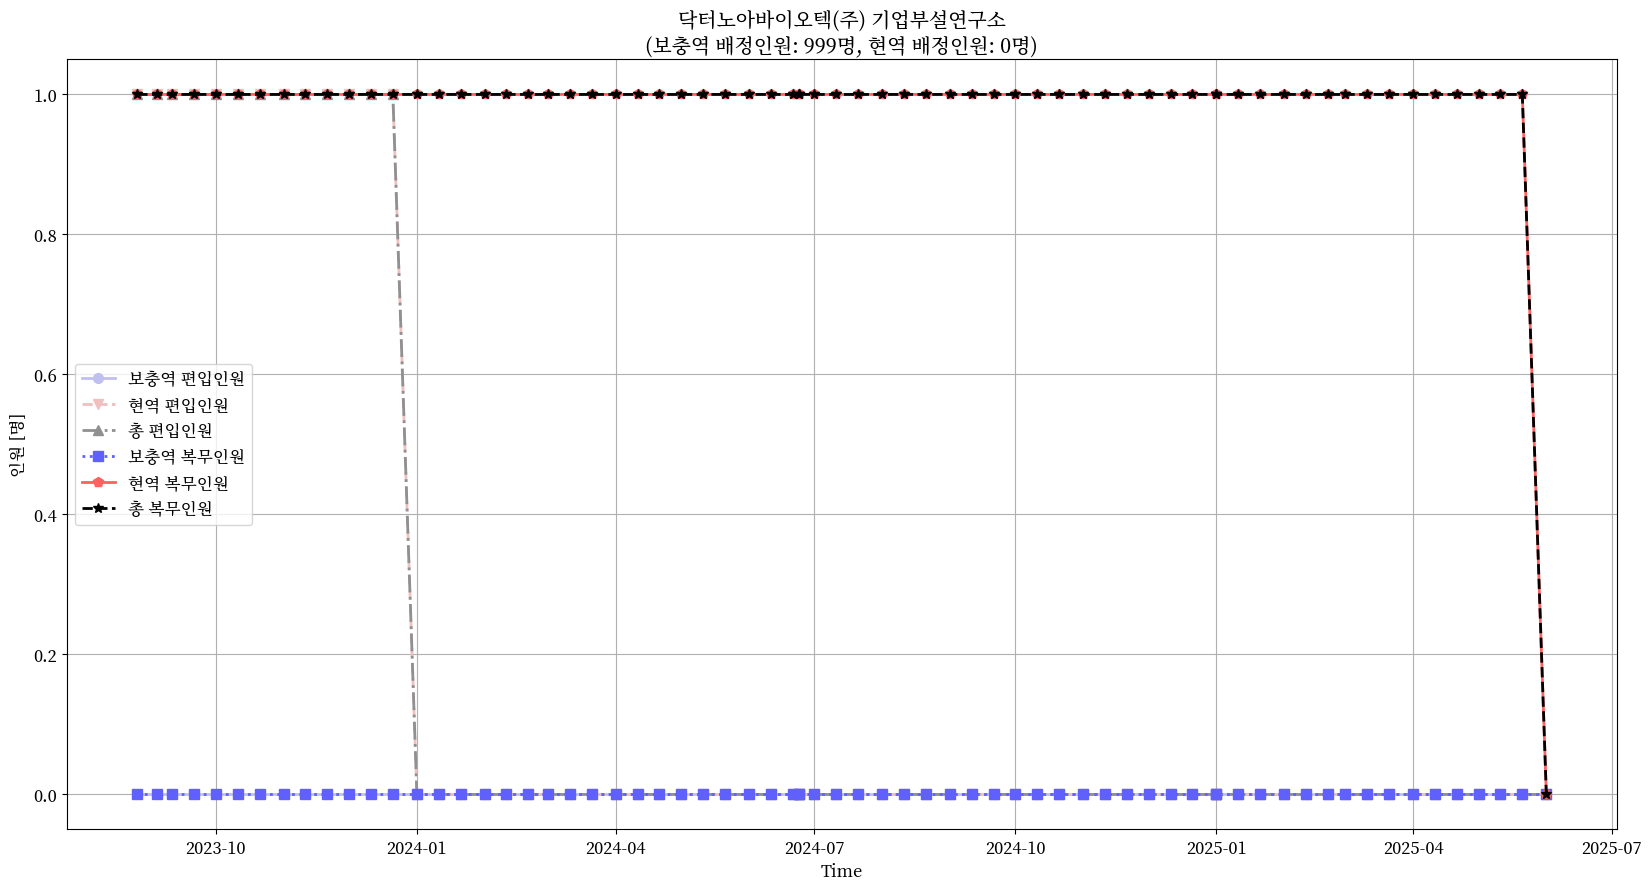 닥터노아바이오텍(주) 기업부설연구소
(보충역 배정인원: 999명, 현역 배정인원: 0명)
1.0
0.8
0.6
0.4
0.2
0.0
인원 [명]
보충역 편입인원
현역 편입인원
총 편입인원
보충역 복무인원
현역 복무인원
총 복무인원
2023-10
2024-01
2024-04
2024-07
2024-10
2025-01
2025-04
2025-07
Time